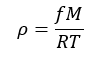 ρ = fM / RT